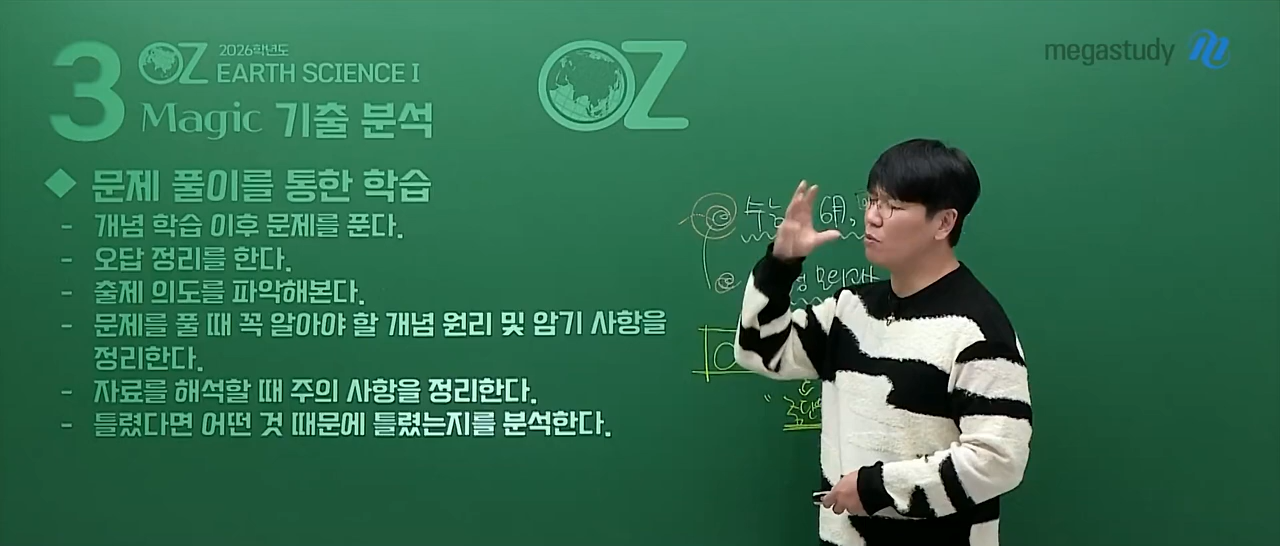 3
OZ 2026학년도
EARTH SCIENCE I
Magic 기출 분석
OZ
megastudy
◆ 문제 풀이를 통한 학습
- 개념 학습 이후 문제를 푼다.
- 오답 정리를 한다.
- 출제 의도를 파악해본다.
- 문제를 풀 때 꼭 알아야 할 개념 원리 및 암기 사항을
정리한다.
- 자료를 해석할 때 주의 사항을 정리한다.
- 틀렸다면 어떤 것 때문에 틀렸는지를 분석한다.
6月,
모의고사